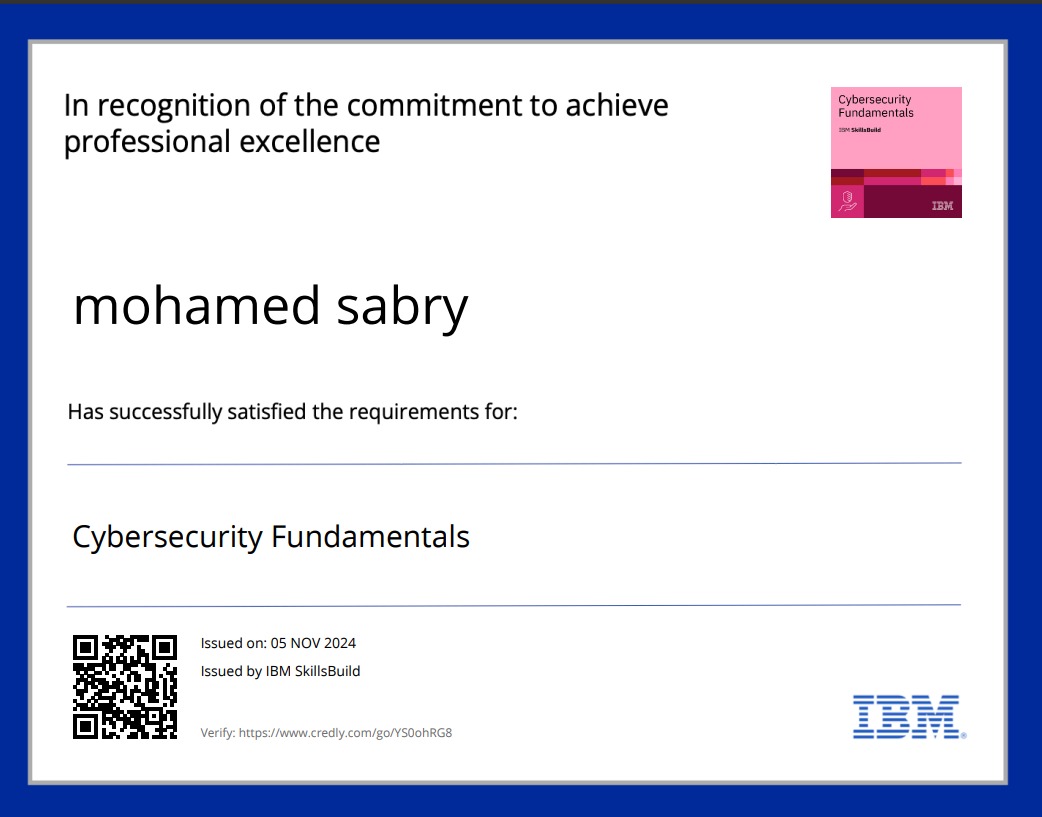 In recognition of the commitment to achieve
professional excellence
Cybersecurity
Fundamentals
IBM SkillsBuild
IBM
mohamed sabry
Has successfully satisfied the requirements for:
Cybersecurity Fundamentals
Issued on: 05 NOV 2024
Issued by IBM SkillsBuild
Verify: https://www.credly.com/go/YS0ohRG8
IBM®